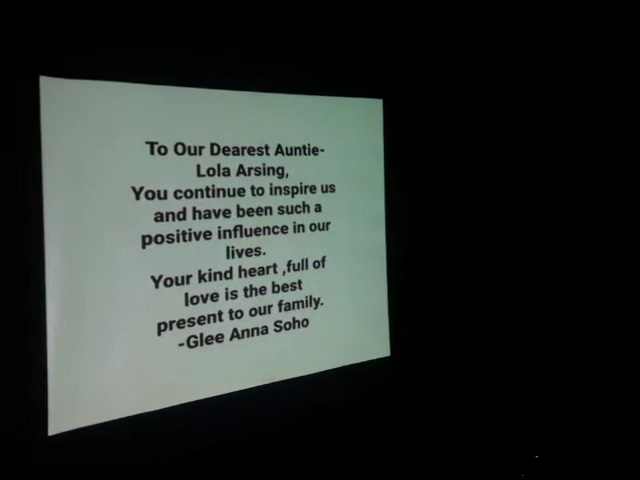 To Our Dearest Auntie-
Lola Arsing,
You continue to inspire us
and have been such a
positive influence in our
lives.
Your kind heart ,full of
love is the best
present to our family.
-Glee Anna Soho